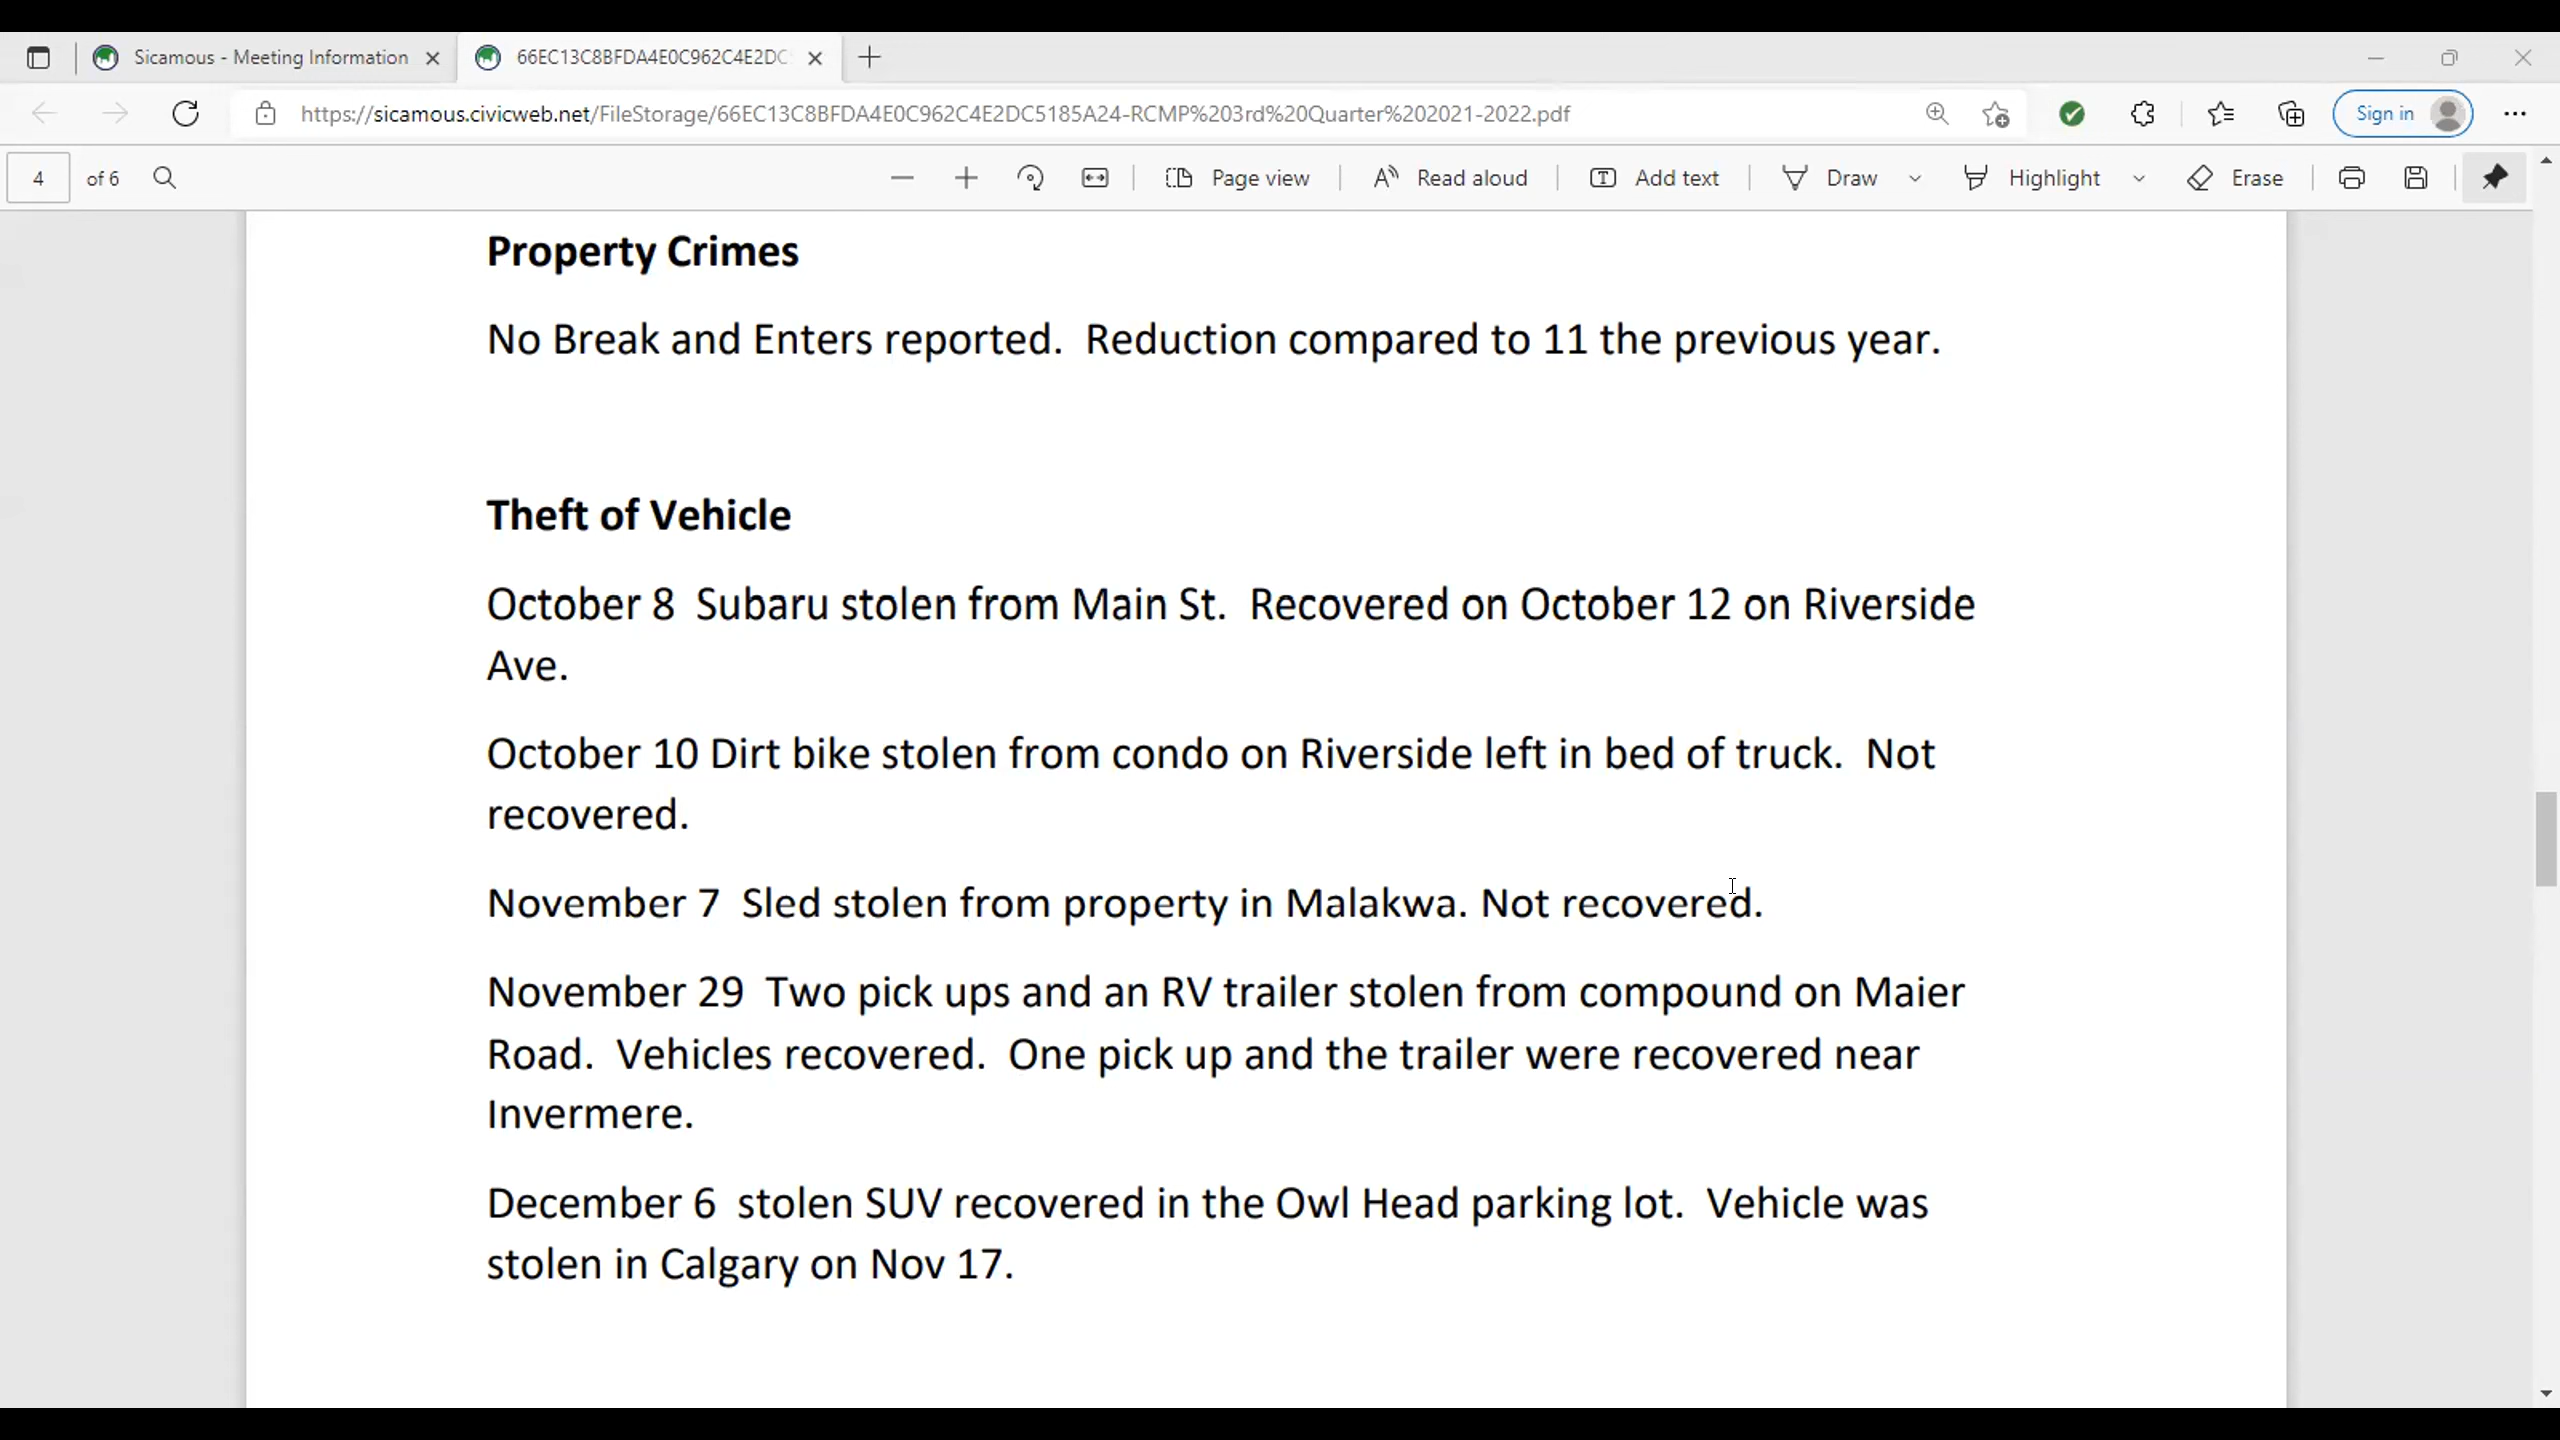 Sicamous - Meeting Information
66EC13C8BFDA4E0C962C4E2DC
https://sicamous.civicweb.net/FileStorage/66EC13C8BFDA4E0C962C4E2DC5185A24-RCMP%203rd%20Quarter%202021-2022.pdf
Sign in
4 of 6
Page view
Read aloud
Add text
Draw
Highlight
Erase
Property Crimes
No Break and Enters reported.  Reduction compared to 11 the previous year.
Theft of Vehicle
October 8  Subaru stolen from Main St.  Recovered on October 12 on Riverside
Ave.
October 10 Dirt bike stolen from condo on Riverside left in bed of truck.  Not
recovered.
November 7  Sled stolen from property in Malakwa. Not recovered.
November 29  Two pick ups and an RV trailer stolen from compound on Maier
Road.  Vehicles recovered.  One pick up and the trailer were recovered near
Invermere.
December 6  stolen SUV recovered in the Owl Head parking lot.  Vehicle was
stolen in Calgary on Nov 17.